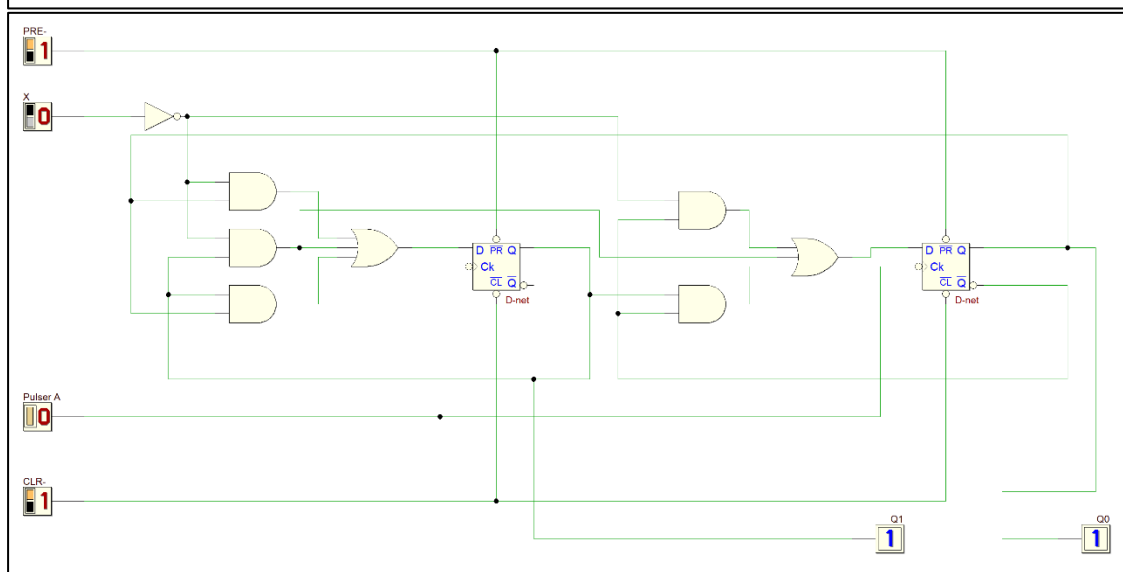 PRE-
1
X
0
D PR Q
Ck
CL Q
D-net
D PR Q
Ck
CL Q
D-net
Pulser A
0
CLR-
1
Q1
1
Q0
1